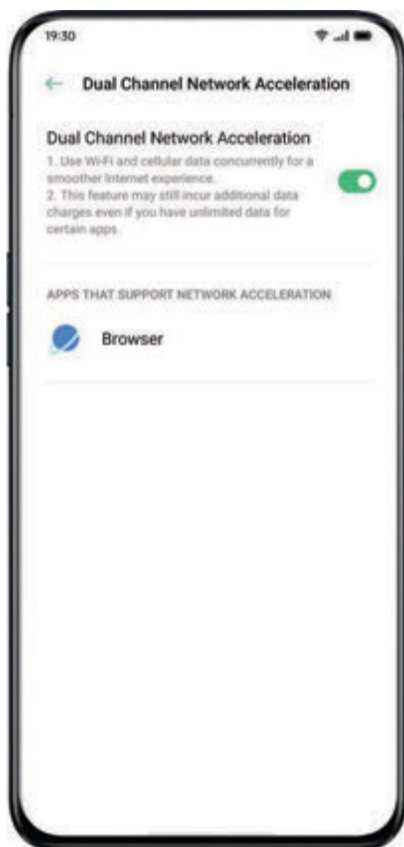 19:30
Dual Channel Network Acceleration
Dual Channel Network Acceleration
1. Use Wi-Fi and cellular data concurrently for a
smoother Internet experience.
2. This feature may still incur additional data
charges even if you have unlimited data for
certain apps.
APPS THAT SUPPORT NETWORK ACCELERATION
Browser